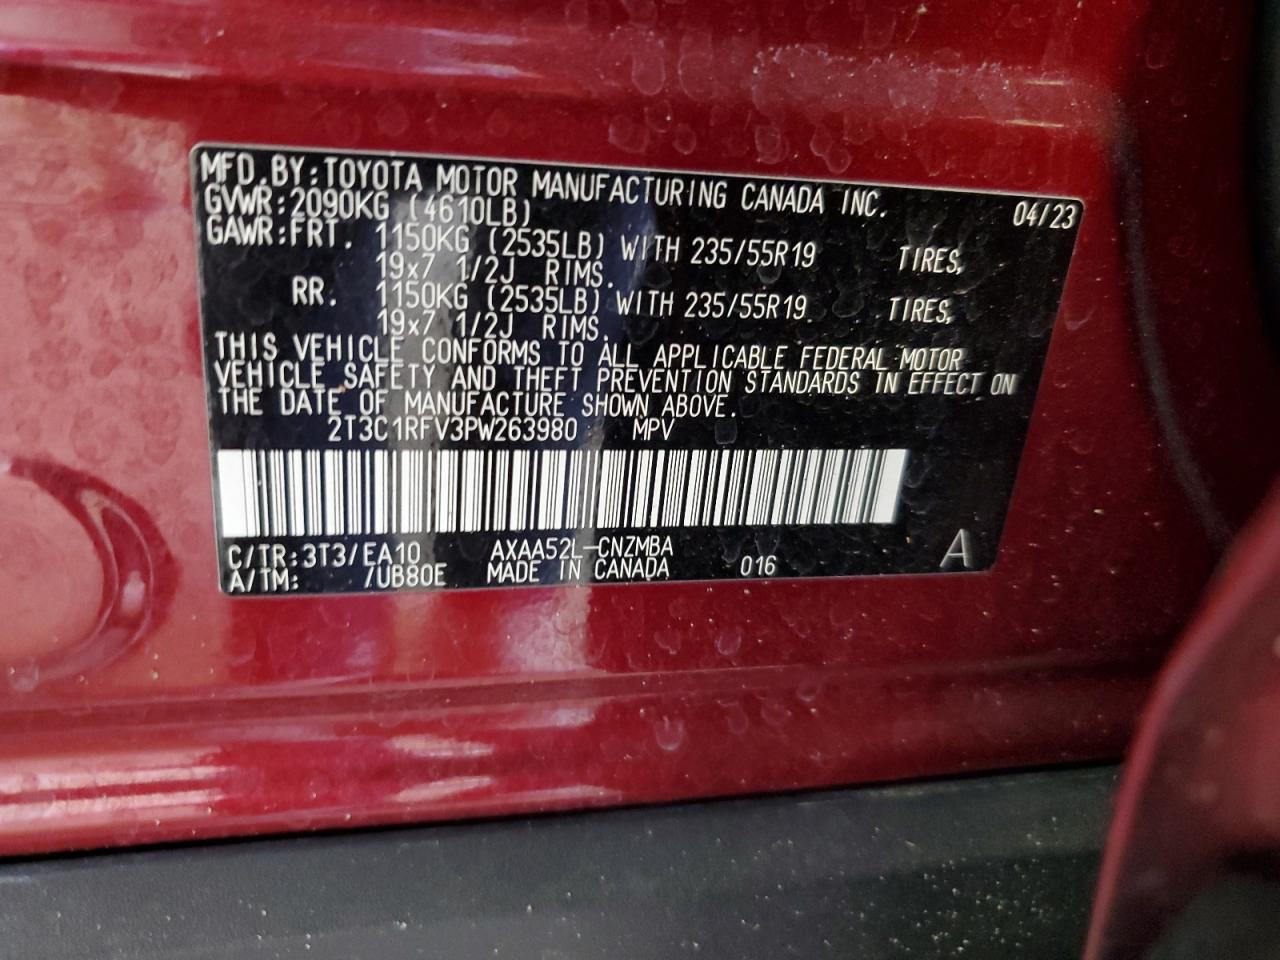 MFD. BY: TOYOTA MOTOR MANUFACTURING CANADA INC. 04/23
GVWR: 2090KG (4610LB)
GAWR: FRT. 1150KG (2535LB) WITH 235/55R19 TIRES,
19x7 1/2J RIMS.
RR. 1150KG (2535LB) WITH 235/55R19 TIRES,
19x7 1/2J RIMS.
THIS VEHICLE CONFORMS TO ALL APPLICABLE FEDERAL MOTOR
VEHICLE SAFETY AND THEFT PREVENTION STANDARDS IN EFFECT ON
THE DATE OF MANUFACTURE SHOWN ABOVE.
2T3C1RFV3PW263980 MPV
C/TR: 3T3/EA10 AXAA52L-CNZMBA
A/TM: /UB80E MADE IN CANADA 016 A